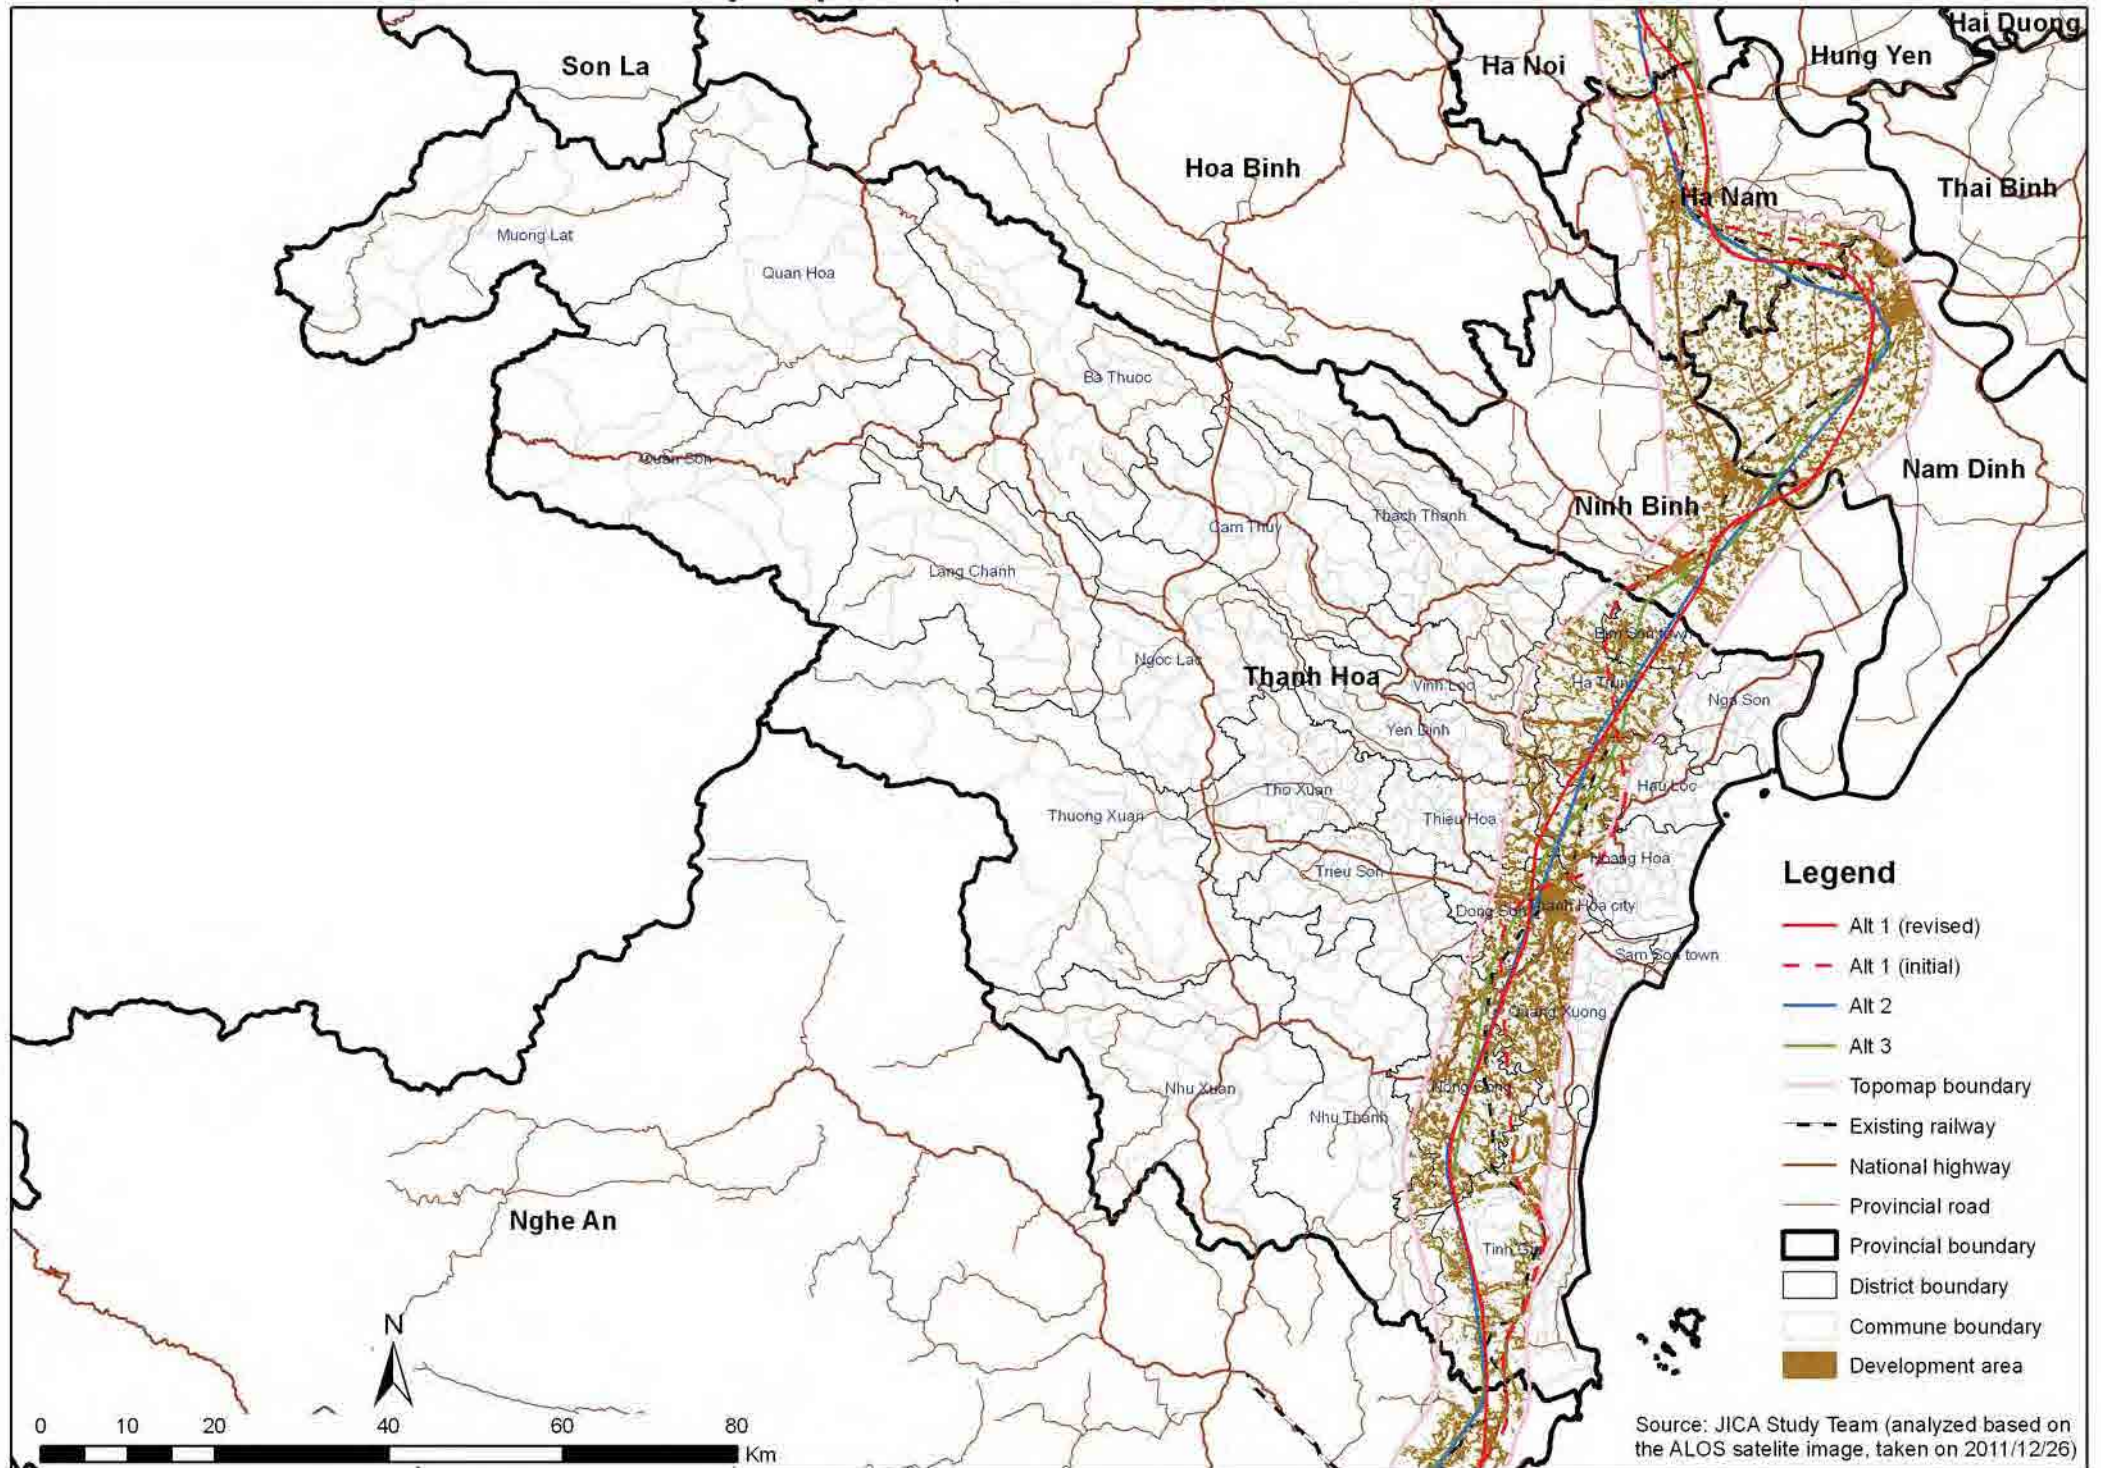 Son La
Ha Noi
Hung Yen
Hai Duong
Hoa Binh
Ha Nam
Thai Binh
Muong Lat
Quan Hoa
Ba Thuoc
Quan Son
Nam Dinh
Ninh Binh
Cam Thuy
Thach Thanh
Lang Chanh
Bim Son town
Ngoc Lac
Thanh Hoa
Vinh Loc
Ha Trung
Nga Son
Yen Dinh
Tho Xuan
Hau Loc
Thuong Xuan
Thieu Hoa
Hoang Hoa
Trieu Son
Dong Son
Thanh Hoa city
Sam Son town
Quang Xuong
Nhu Xuan
Nong Cong
Nhu Thanh
Nghe An
Tinh Gia
Legend
Alt 1 (revised)
Alt 1 (initial)
Alt 2
Alt 3
Topomap boundary
Existing railway
National highway
Provincial road
Provincial boundary
District boundary
Commune boundary
Development area
N
0 10 20 40 60 80
Km
Source: JICA Study Team (analyzed based on
the ALOS satelite image, taken on 2011/12/26)